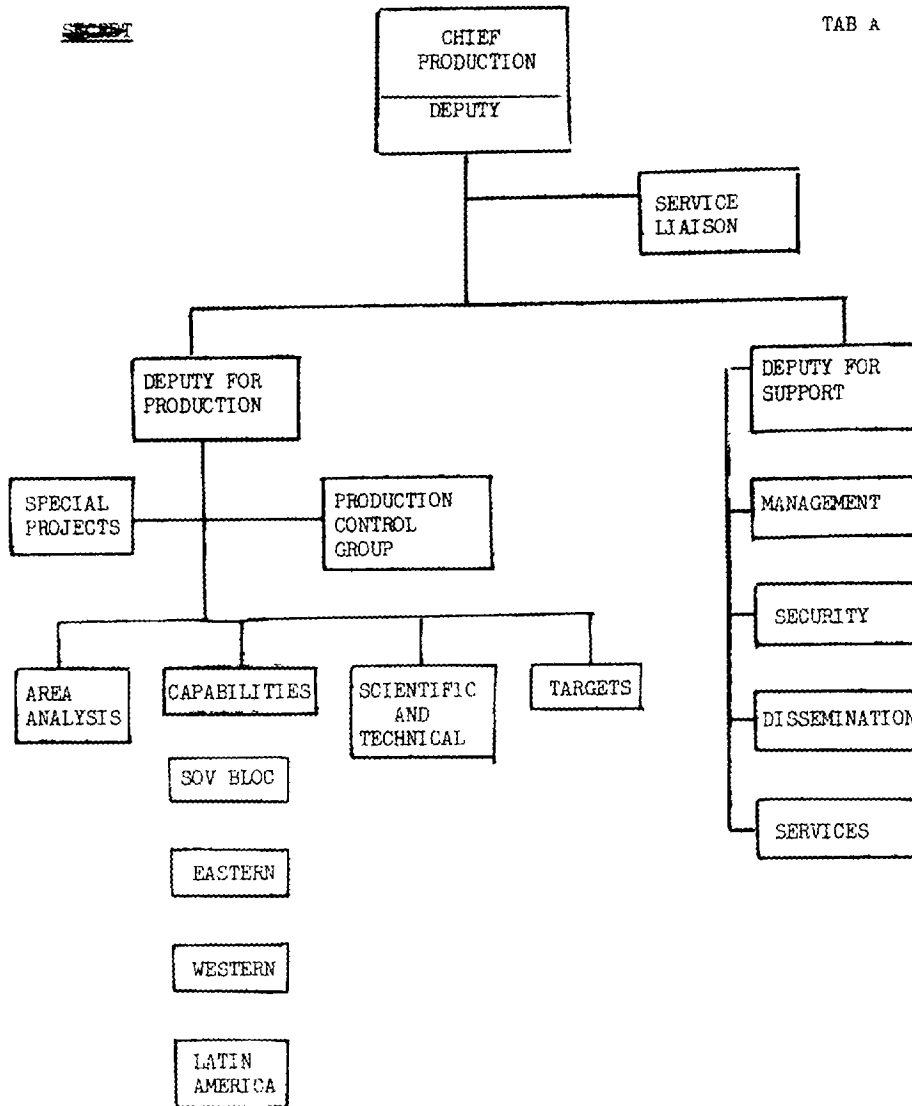 SECRET
TAB A
CHIEF
PRODUCTION
DEPUTY
SERVICE
LIAISON
DEPUTY FOR
PRODUCTION
DEPUTY FOR
SUPPORT
SPECIAL
PROJECTS
PRODUCTION
CONTROL
GROUP
MANAGEMENT
SECURITY
AREA
ANALYSIS
CAPABILITIES
SCIENTIFIC
AND
TECHNICAL
TARGETS
DISSEMINATION
SOV BLOC
SERVICES
EASTERN
WESTERN
LATIN
AMERICA